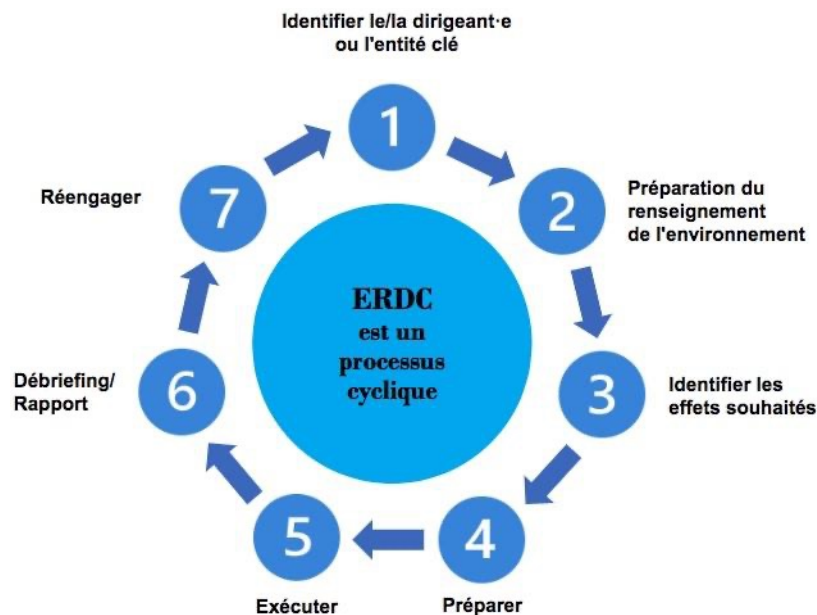 Identifier le/la dirigeant·e
ou l'entité clé
1
2
Préparation du
renseignement
de l'environnement
3
Identifier les
effets souhaités
4
Préparer
5
Exécuter
6
Débriefing/
Rapport
7
Réengager
ERDC
est un
processus
cyclique